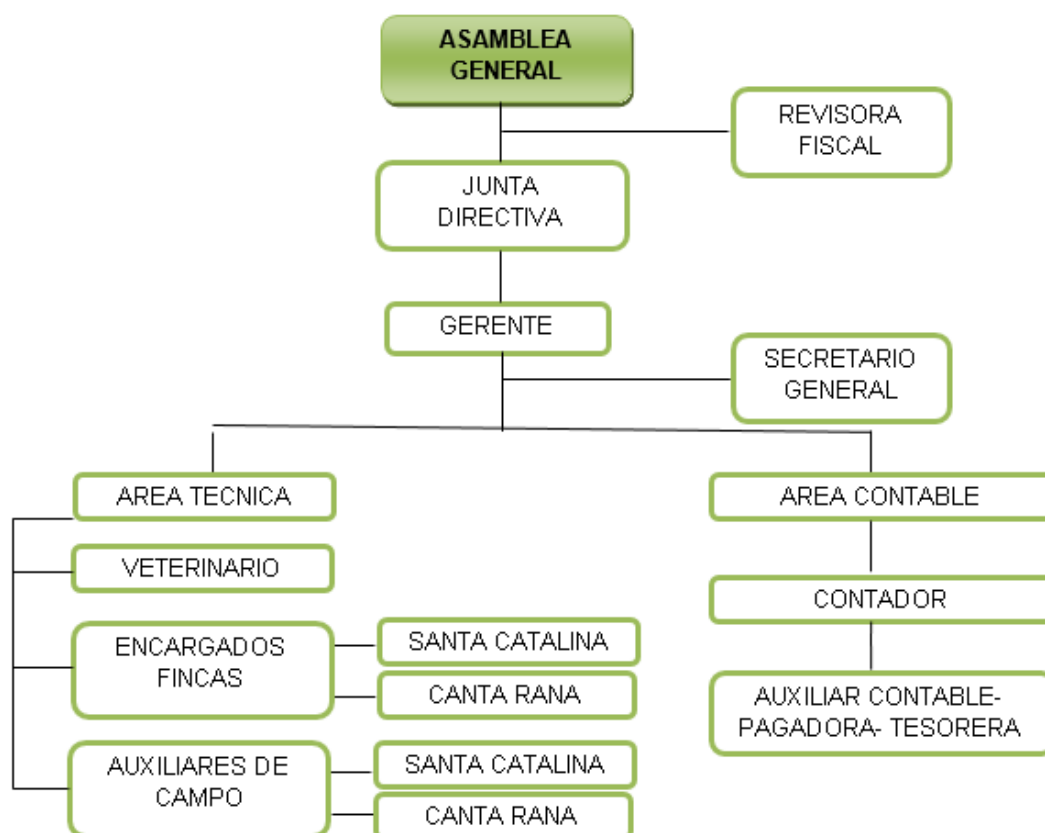 ASAMBLEA
GENERAL
REVISORA
FISCAL
JUNTA
DIRECTIVA
GERENTE
SECRETARIO
GENERAL
AREA TECNICA
AREA CONTABLE
VETERINARIO
CONTADOR
ENCARGADOS
FINCAS
SANTA CATALINA
CANTA RANA
AUXILIAR CONTABLE-
PAGADORA- TESORERA
AUXILIARES DE
CAMPO
SANTA CATALINA
CANTA RANA